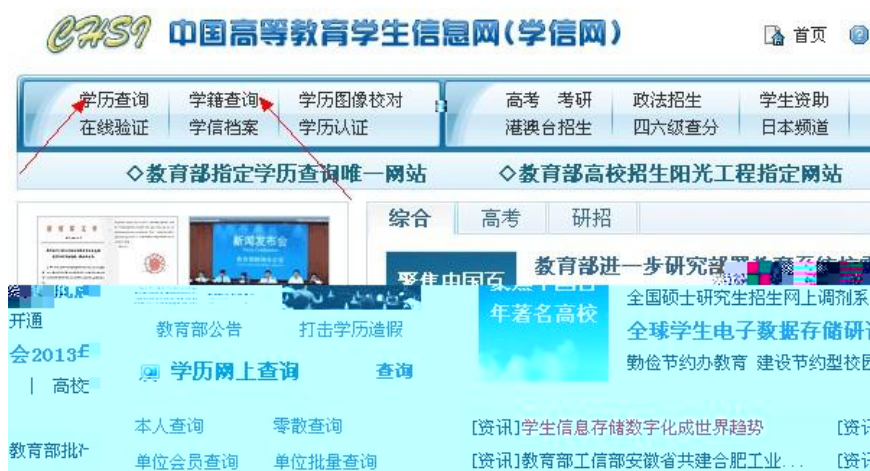 CHSI 中国高等教育学生信息网(学信网) 首页
学历查询 学籍查询 学历图像校对 高考 考研 政法招生 学生资助
在线验证 学信档案 学历认证 港澳台招生 四六级查分 日本频道
◇教育部指定学历查询唯一网站 ◇教育部高校招生阳光工程指定网站
综合 高考 研招
新闻发布会
教育部进一步研究部
聚焦中国百
年著名高校
全国硕士研究生招生网上调剂系
开通
教育部公告 打击学历造假
全球学生电子数据存储研
会2013年
学历网上查询 查询
勤俭节约办教育 建设节约型校园
| 高校
本人查询 零散查询
[资讯]学生信息存储数字化成世界趋势
教育部批
单位会员查询 单位批量查询
[资讯]教育部工信部安徽省共建合肥工业...